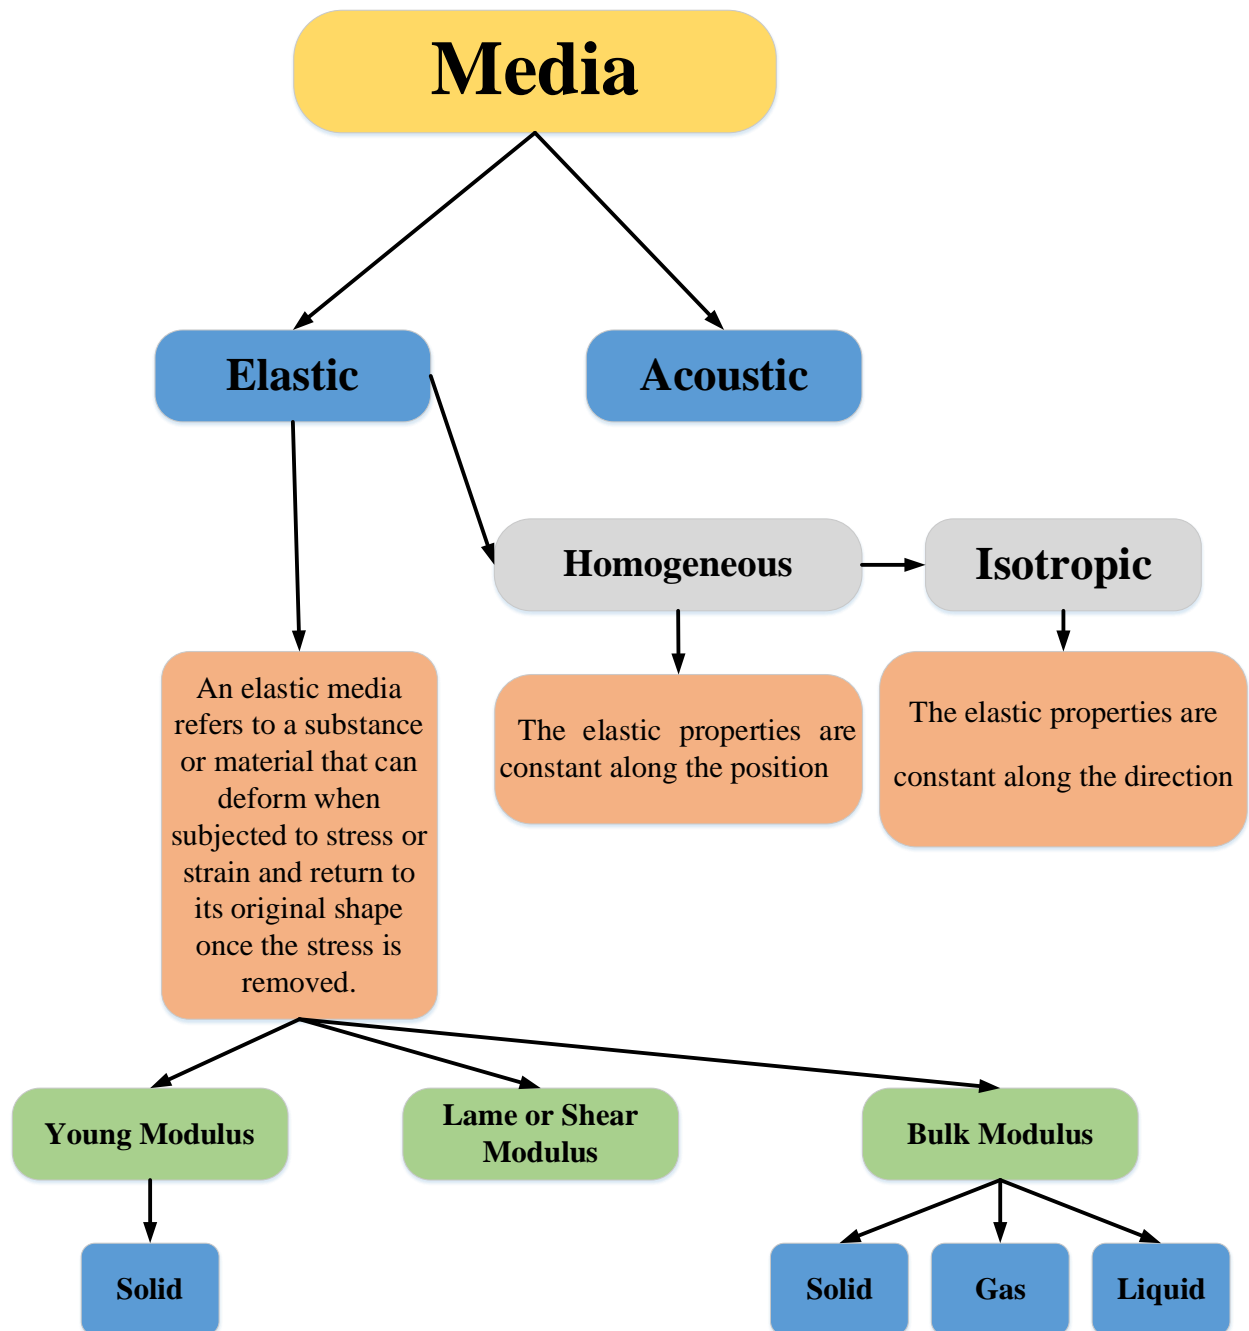 Media
Elastic
Acoustic
Homogeneous
Isotropic
An elastic media
refers to a substance
or material that can
deform when
subjected to stress or
strain and return to
its original shape
once the stress is
removed.
The elastic properties are
constant along the position
The elastic properties are
constant along the direction
Young Modulus
Lame or Shear
Modulus
Bulk Modulus
Solid
Solid
Gas
Liquid